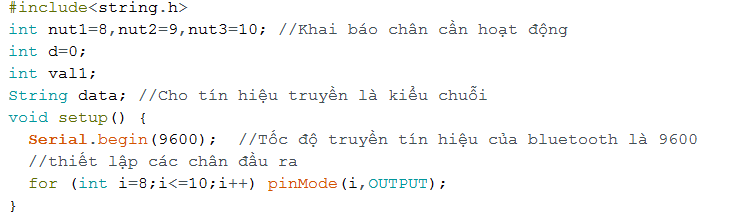 #include<string.h>
int nut1=8,nut2=9,nut3=10; //Khai báo chân cần hoạt động
int d=0;
int val1;
String data; //Cho tín hiệu truyền là kiểu chuỗi
void setup() {
  Serial.begin(9600);  //Tốc độ truyền tín hiệu của bluetooth là 9600
  //thiết lập các chân đầu ra
  for (int i=8;i<=10;i++) pinMode(i,OUTPUT);
}